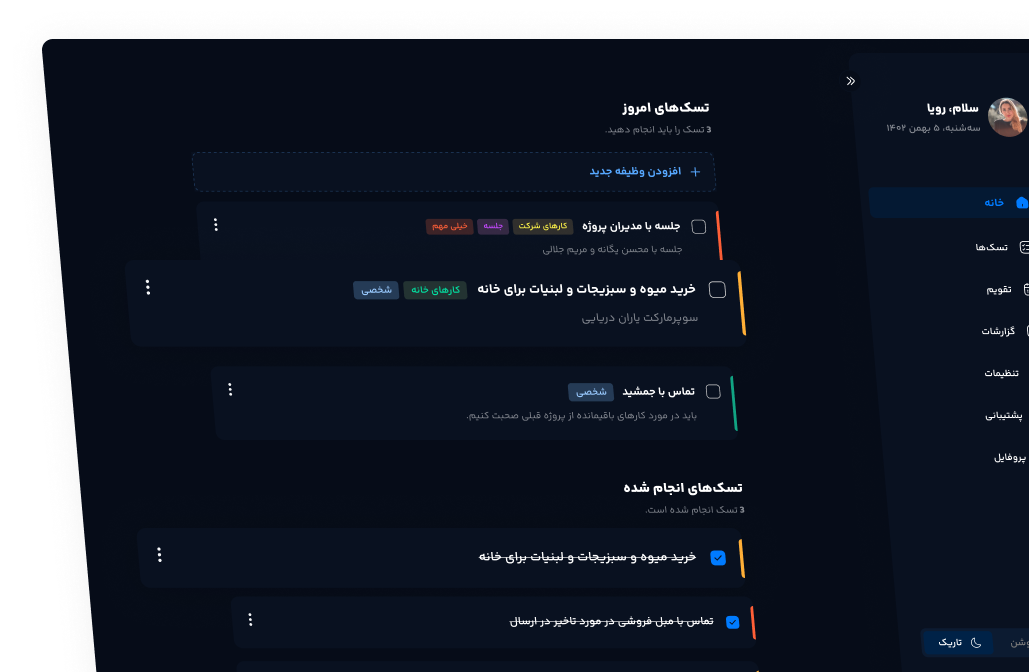 سلام، رویا
سه‌شنبه، ۵ بهمن ۱۴۰۲
خانه
تسک‌ها
تقویم
گزارشات
تنظیمات
پشتیبانی
پروفایل
تاریک
تسک‌های امروز
3 تسک را باید انجام دهید.
افزودن وظیفه جدید
جلسه با مدیران پروژه کارهای شرکت جلسه خیلی مهم
جلسه با محسن یگانه و مریم جلالی
خرید میوه و سبزیجات و لبنیات برای خانه کارهای خانه شخصی
سوپرمارکت یاران دریایی
تماس با جمشید شخصی
باید در مورد کارهای باقیمانده از پروژه قبلی صحبت کنیم.
تسک‌های انجام شده
3 تسک انجام شده است.
خرید میوه و سبزیجات و لبنیات برای خانه
تماس با مبل فروشی در مورد تاخیر در ارسال